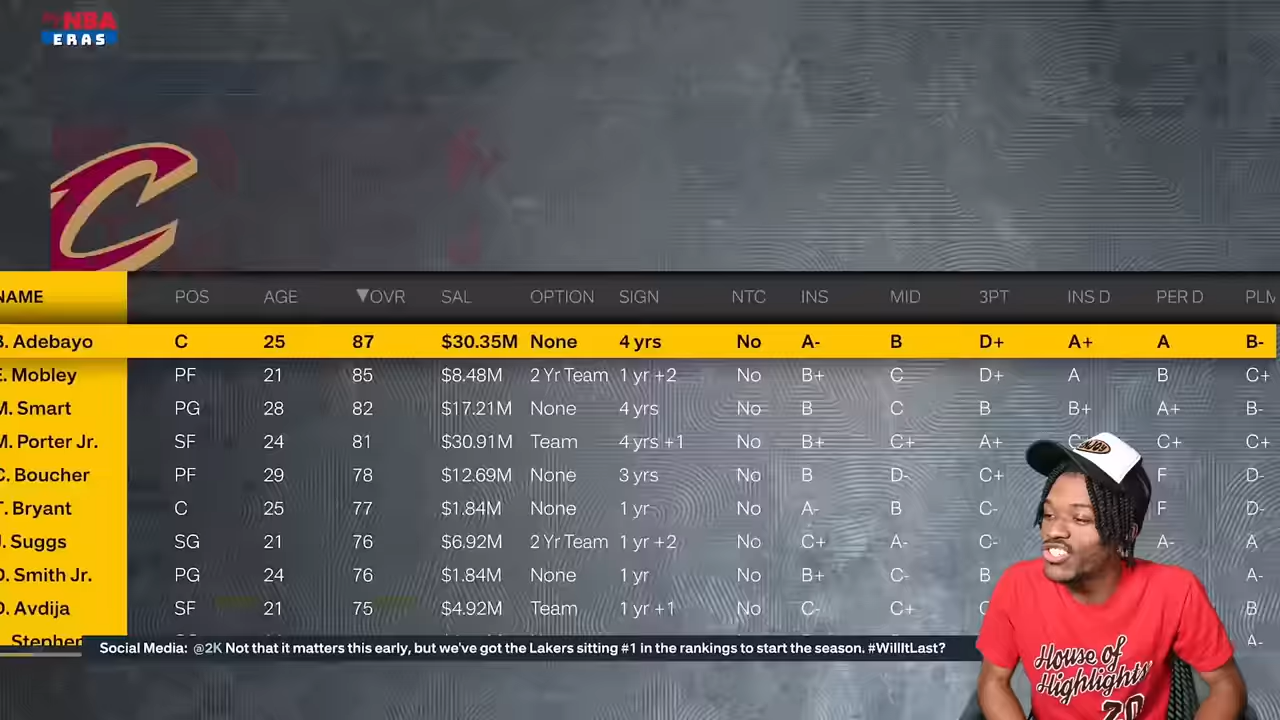 MyNBA
ERAS
NAME POS AGE ▼OVR SAL OPTION SIGN NTC INS MID 3PT INS D PER D PLM
B. Adebayo C 25 87 $30.35M None 4 yrs No A- B D+ A+ A B-
E. Mobley PF 21 85 $8.48M 2 Yr Team 1 yr +2 No B+ C D+ A B C+
M. Smart PG 28 82 $17.21M None 4 yrs No B C B B+ A+ B-
M. Porter Jr. SF 24 81 $30.91M Team 4 yrs +1 No B+ C+ A+ C+ C+
C. Boucher PF 29 78 $12.69M None 3 yrs No B D- C+ F D-
T. Bryant C 25 77 $1.84M None 1 yr No A- B C- F D-
J. Suggs SG 21 76 $6.92M 2 Yr Team 1 yr +2 No C+ A- C- A- A
D. Smith Jr. PG 24 76 $1.84M None 1 yr No B+ C- B A-
D. Avdija SF 21 75 $4.92M Team 1 yr +1 No C- C+ B
A-
Social Media: @2K Not that it matters this early, but we've got the Lakers sitting #1 in the rankings to start the season. #WillItLast?
ENJOY
House of
Highlights
20